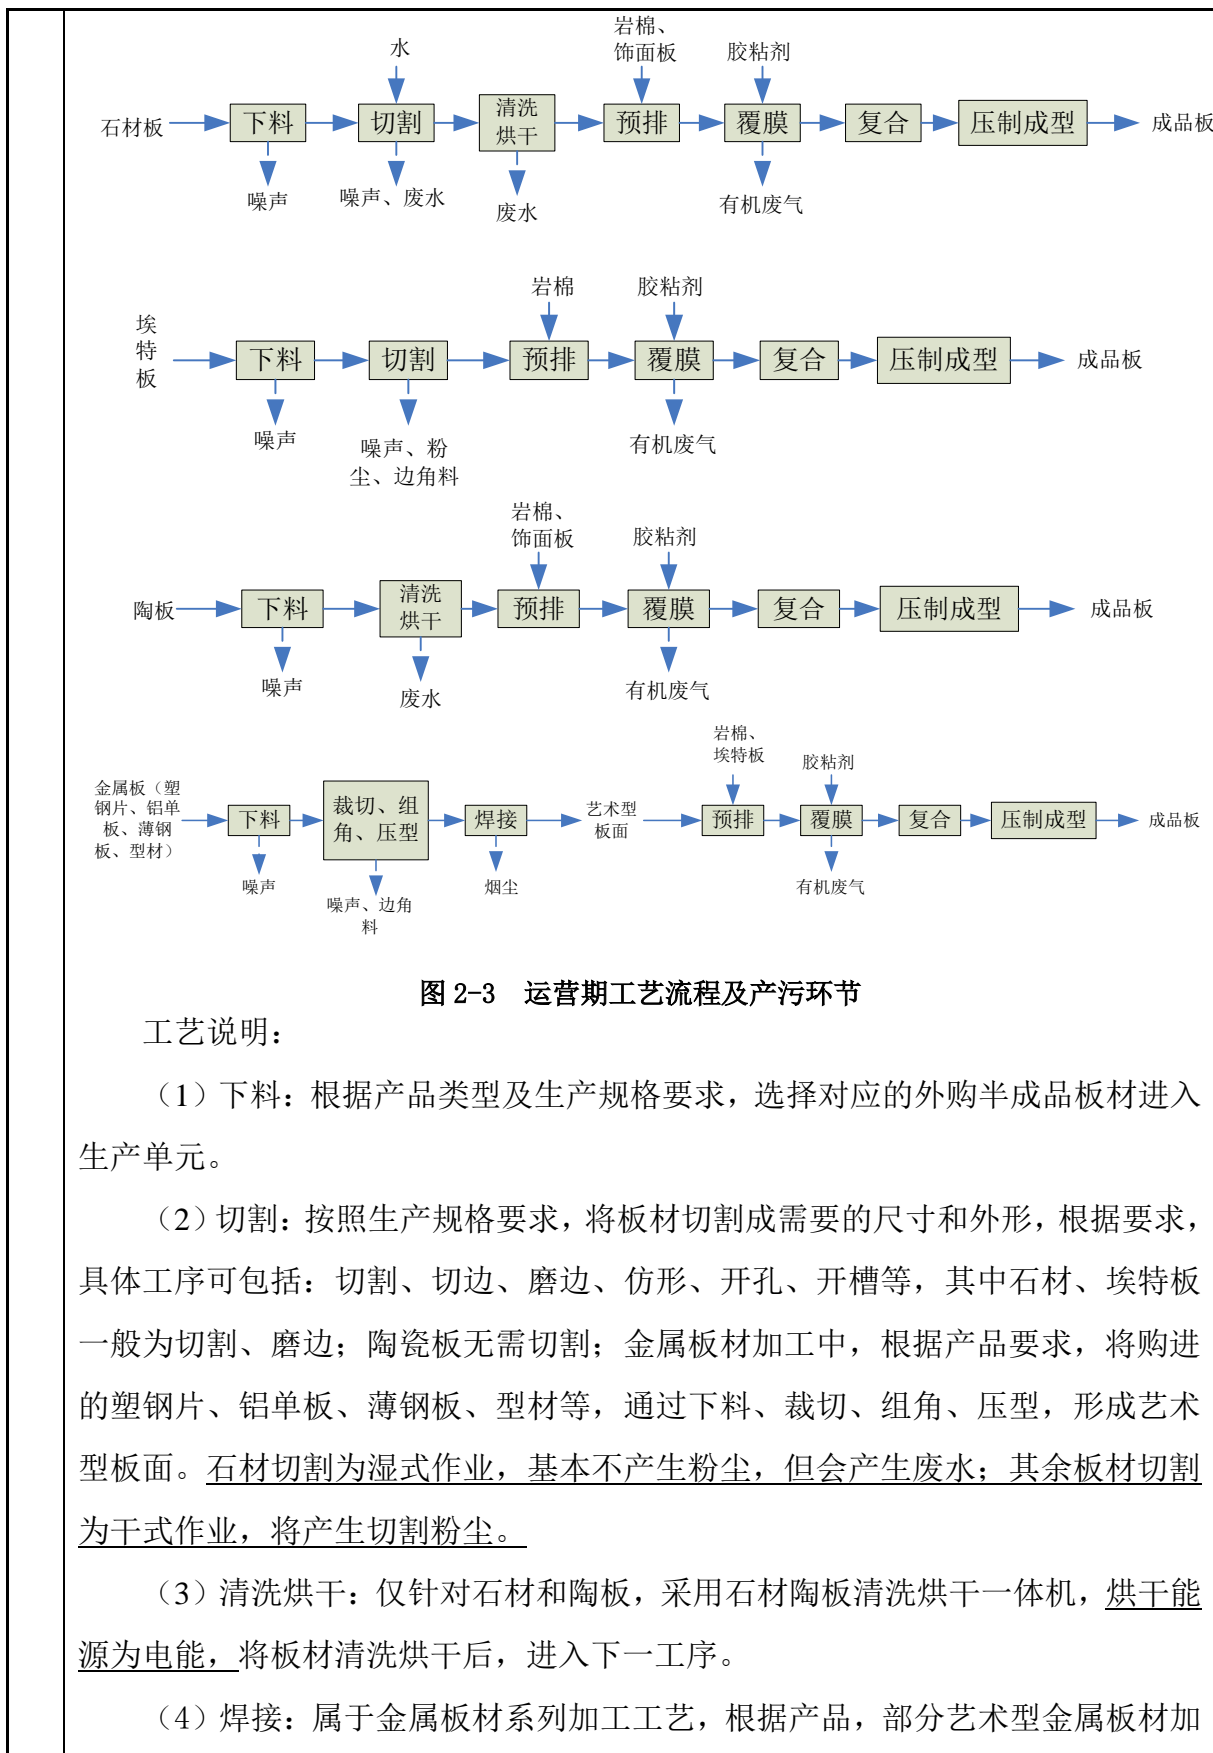 岩棉、
饰面板
水
胶粘剂
石材板
下料
切割
清洗
烘干
预排
覆膜
复合
压制成型
成品板
噪声
噪声、废水
废水
有机废气
岩棉
胶粘剂
埃
特
板
下料
切割
预排
覆膜
复合
压制成型
成品板
噪声
噪声、粉
尘、边角料
有机废气
岩棉、
饰面板
胶粘剂
陶板
下料
清洗
烘干
预排
覆膜
复合
压制成型
成品板
噪声
废水
有机废气
岩棉、
埃特板
胶粘剂
金属板（塑
钢片、铝单
板、薄钢
板、型材）
下料
裁切、组
角、压型
焊接
艺术型
板面
预排
覆膜
复合
压制成型
成品板
噪声
噪声、边角
料
烟尘
有机废气
图 2-3 运营期工艺流程及产污环节
工艺说明：
（1）下料：根据产品类型及生产规格要求，选择对应的外购半成品板材进入
生产单元。
（2）切割：按照生产规格要求，将板材切割成需要的尺寸和外形，根据要求，
具体工序可包括：切割、切边、磨边、仿形、开孔、开槽等，其中石材、埃特板
一般为切割、磨边；陶瓷板无需切割；金属板材加工中，根据产品要求，将购进
的塑钢片、铝单板、薄钢板、型材等，通过下料、裁切、组角、压型，形成艺术
型板面。石材切割为湿式作业，基本不产生粉尘，但会产生废水；其余板材切割
为干式作业，将产生切割粉尘。
（3）清洗烘干：仅针对石材和陶板，采用石材陶板清洗烘干一体机，烘干能
源为电能，将板材清洗烘干后，进入下一工序。
（4）焊接：属于金属板材系列加工工艺，根据产品，部分艺术型金属板材加